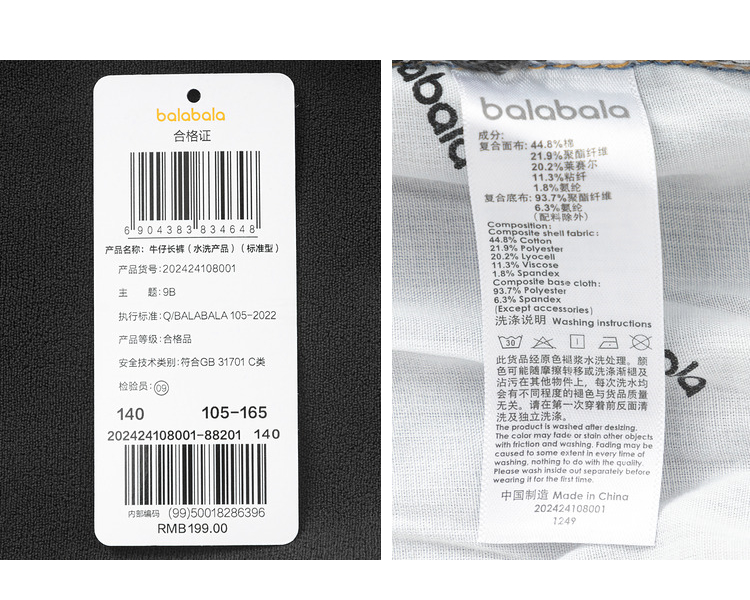 balabala
合格证
6 904383 834648
产品名称：牛仔长裤（水洗产品）（标准型）
产品货号：202424108001
主 题：9B
执行标准：Q/BALABALA 105-2022
产品等级：合格品
安全技术类别：符合GB 31701 C类
检验员：09
140 105-165
202424108001-88201 140
内部编码 (99)50018286396
RMB199.00
balabala
balabala
成分：
复合面布：44.8%棉
21.9%聚酯纤维
20.2%莱赛尔
11.3%粘纤
1.8%氨纶
复合底布：93.7%聚酯纤维
6.3%氨纶
（配料除外）
Composition:
Composite shell fabric:
44.8% Cotton
21.9% Polyester
20.2% Lyocell
11.3% Viscose
1.8% Spandex
Composite base cloth:
93.7% Polyester
6.3% Spandex
(Except accessories)
洗涤说明 Washing instructions
30
此货品经原色褪浆水洗处理。颜
色可能随摩擦转移或洗涤渐褪及
沾污在其他物件上，每次洗水均
会有不同程度的褪色与货品质量
无关。请在第一次穿着前反面清
洗及独立洗涤。
The product is washed after desizing.
The color may fade or stain other objects
with friction and washing. Fading may be
caused to some extent in every time of
washing, nothing to do with the quality.
Please wash inside out separately before
wearing it for the first time.
中国制造 Made in China
202424108001
1249